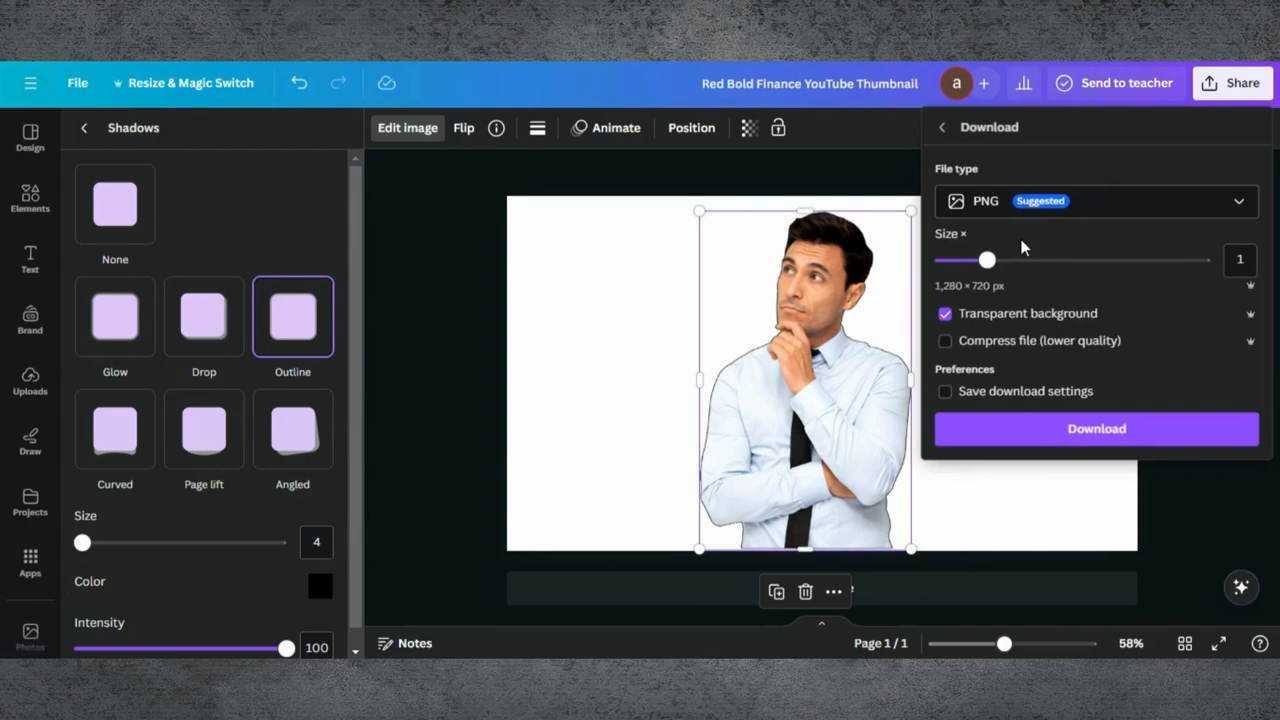 File
Resize & Magic Switch
Red Bold Finance YouTube Thumbnail
a
Send to teacher
Share
Design
Elements
Text
Brand
Uploads
Draw
Projects
Apps
Photos
Shadows
None
Glow
Drop
Outline
Curved
Page lift
Angled
Size
4
Color
Intensity
100
Edit image
Flip
Animate
Position
Download
File type
PNG
Suggested
Size ×
1
1,280 × 720 px
Transparent background
Compress file (lower quality)
Preferences
Save download settings
Download
Notes
Page 1 / 1
58%